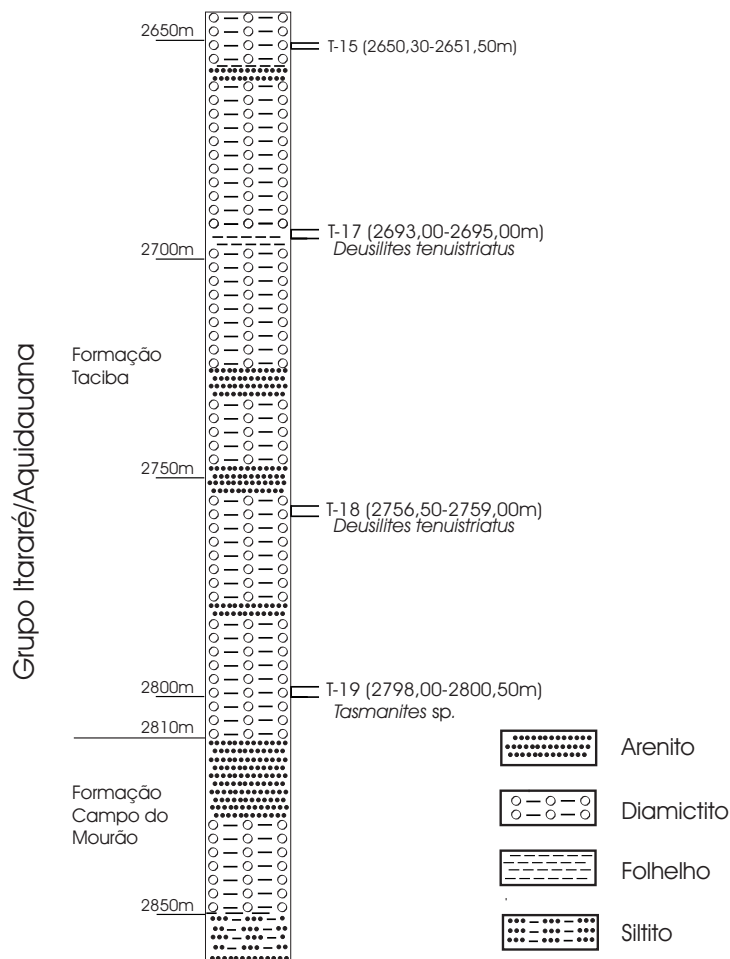 2650m
T-15 (2650,30-2651,50m)
T-17 (2693,00-2695,00m)
Deusilites tenuistriatus
2700m
Grupo Itararé/Aquidauana
Formação
Taciba
2750m
T-18 (2756,50-2759,00m)
Deusilites tenuistriatus
2800m
T-19 (2798,00-2800,50m)
Tasmanites sp.
2810m
Formação
Campo do
Mourão
2850m
Arenito
Diamictito
Folhelho
Siltito